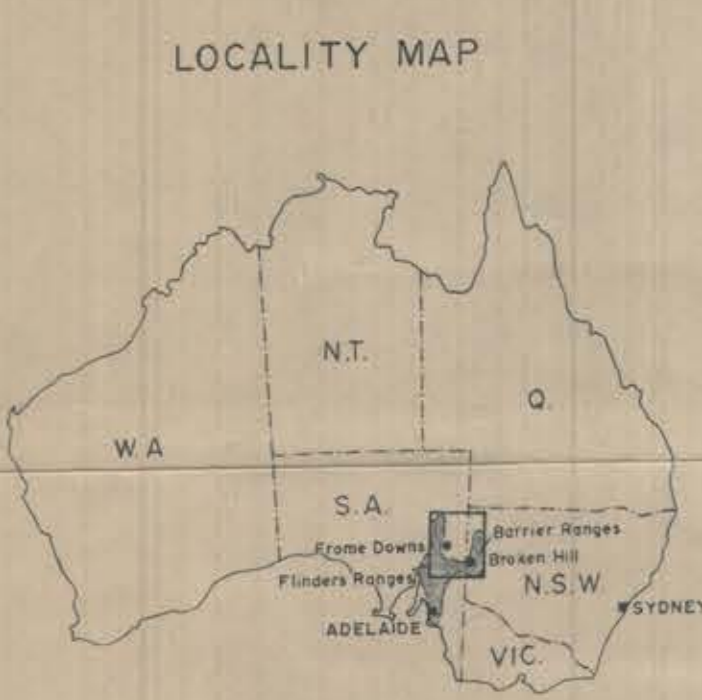 LOCALITY MAP
N.T.
Q.
W.A
S.A.
Barrier Ranges
Frome Downs
Broken Hill
Flinders Ranges
N.S.W.
SYDNEY
ADELAIDE
VIC.